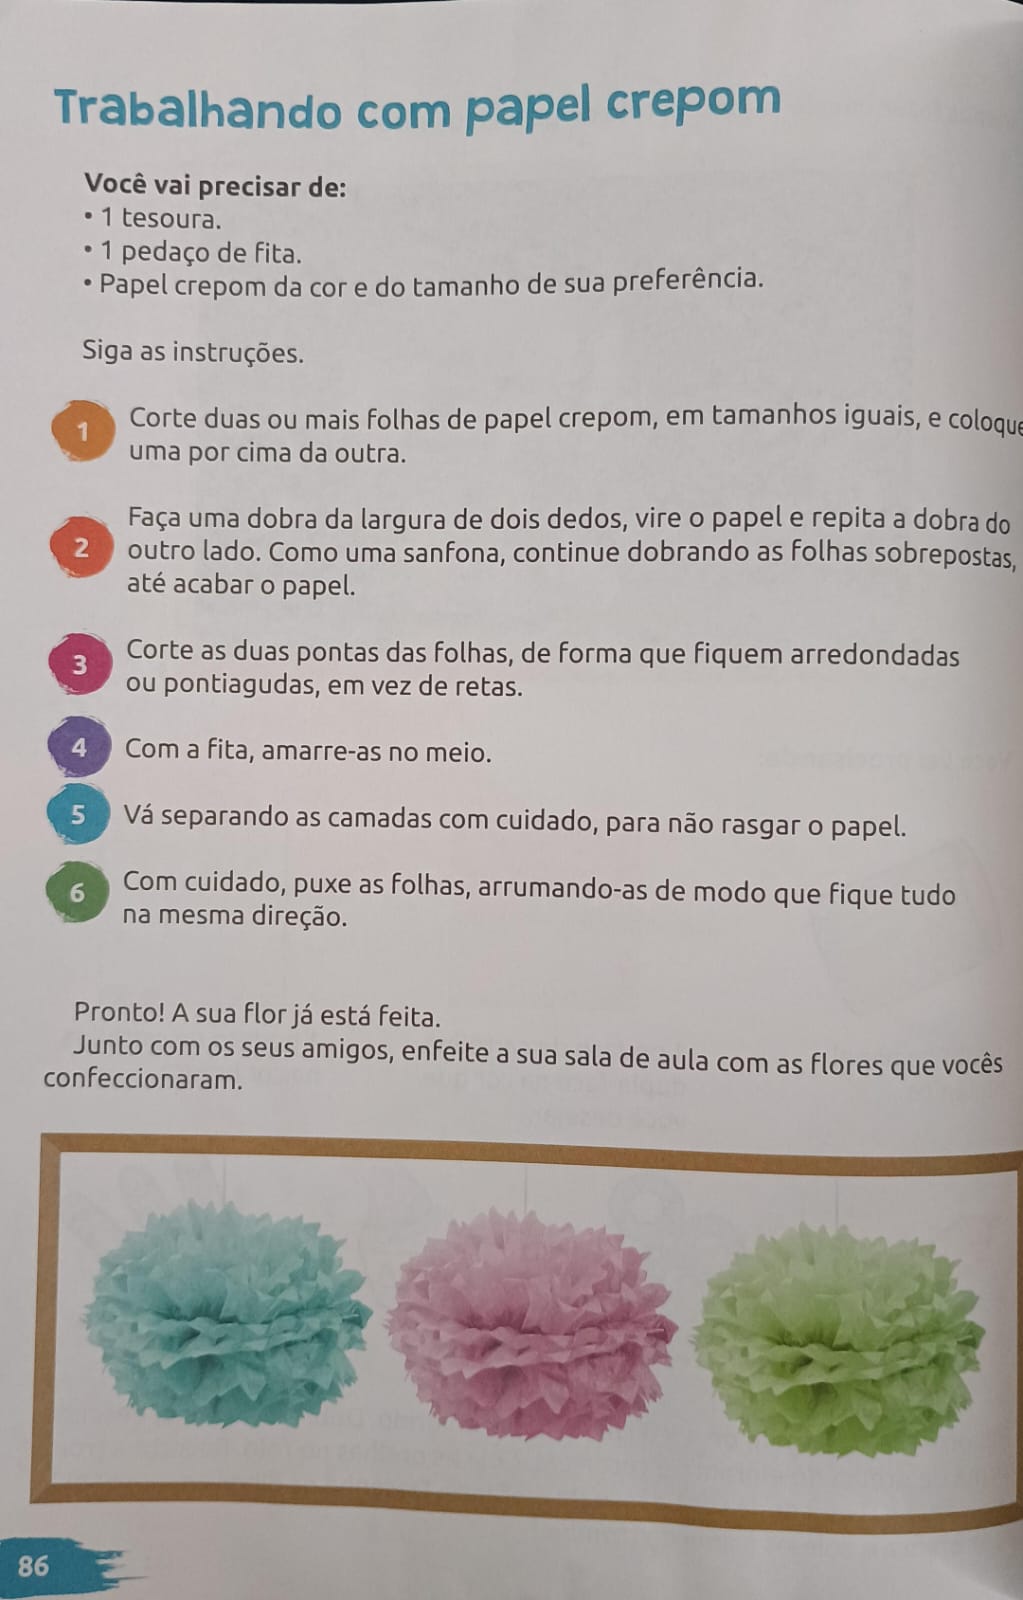 Trabalhando com papel crepom
Você vai precisar de:
• 1 tesoura.
• 1 pedaço de fita.
• Papel crepom da cor e do tamanho de sua preferência.
Siga as instruções.
1 Corte duas ou mais folhas de papel crepom, em tamanhos iguais, e coloque
uma por cima da outra.
2 Faça uma dobra da largura de dois dedos, vire o papel e repita a dobra do
outro lado. Como uma sanfona, continue dobrando as folhas sobrepostas,
até acabar o papel.
3 Corte as duas pontas das folhas, de forma que fiquem arredondadas
ou pontiagudas, em vez de retas.
4 Com a fita, amarre-as no meio.
5 Vá separando as camadas com cuidado, para não rasgar o papel.
6 Com cuidado, puxe as folhas, arrumando-as de modo que fique tudo
na mesma direção.
Pronto! A sua flor já está feita.
Junto com os seus amigos, enfeite a sua sala de aula com as flores que vocês
confeccionaram.
86